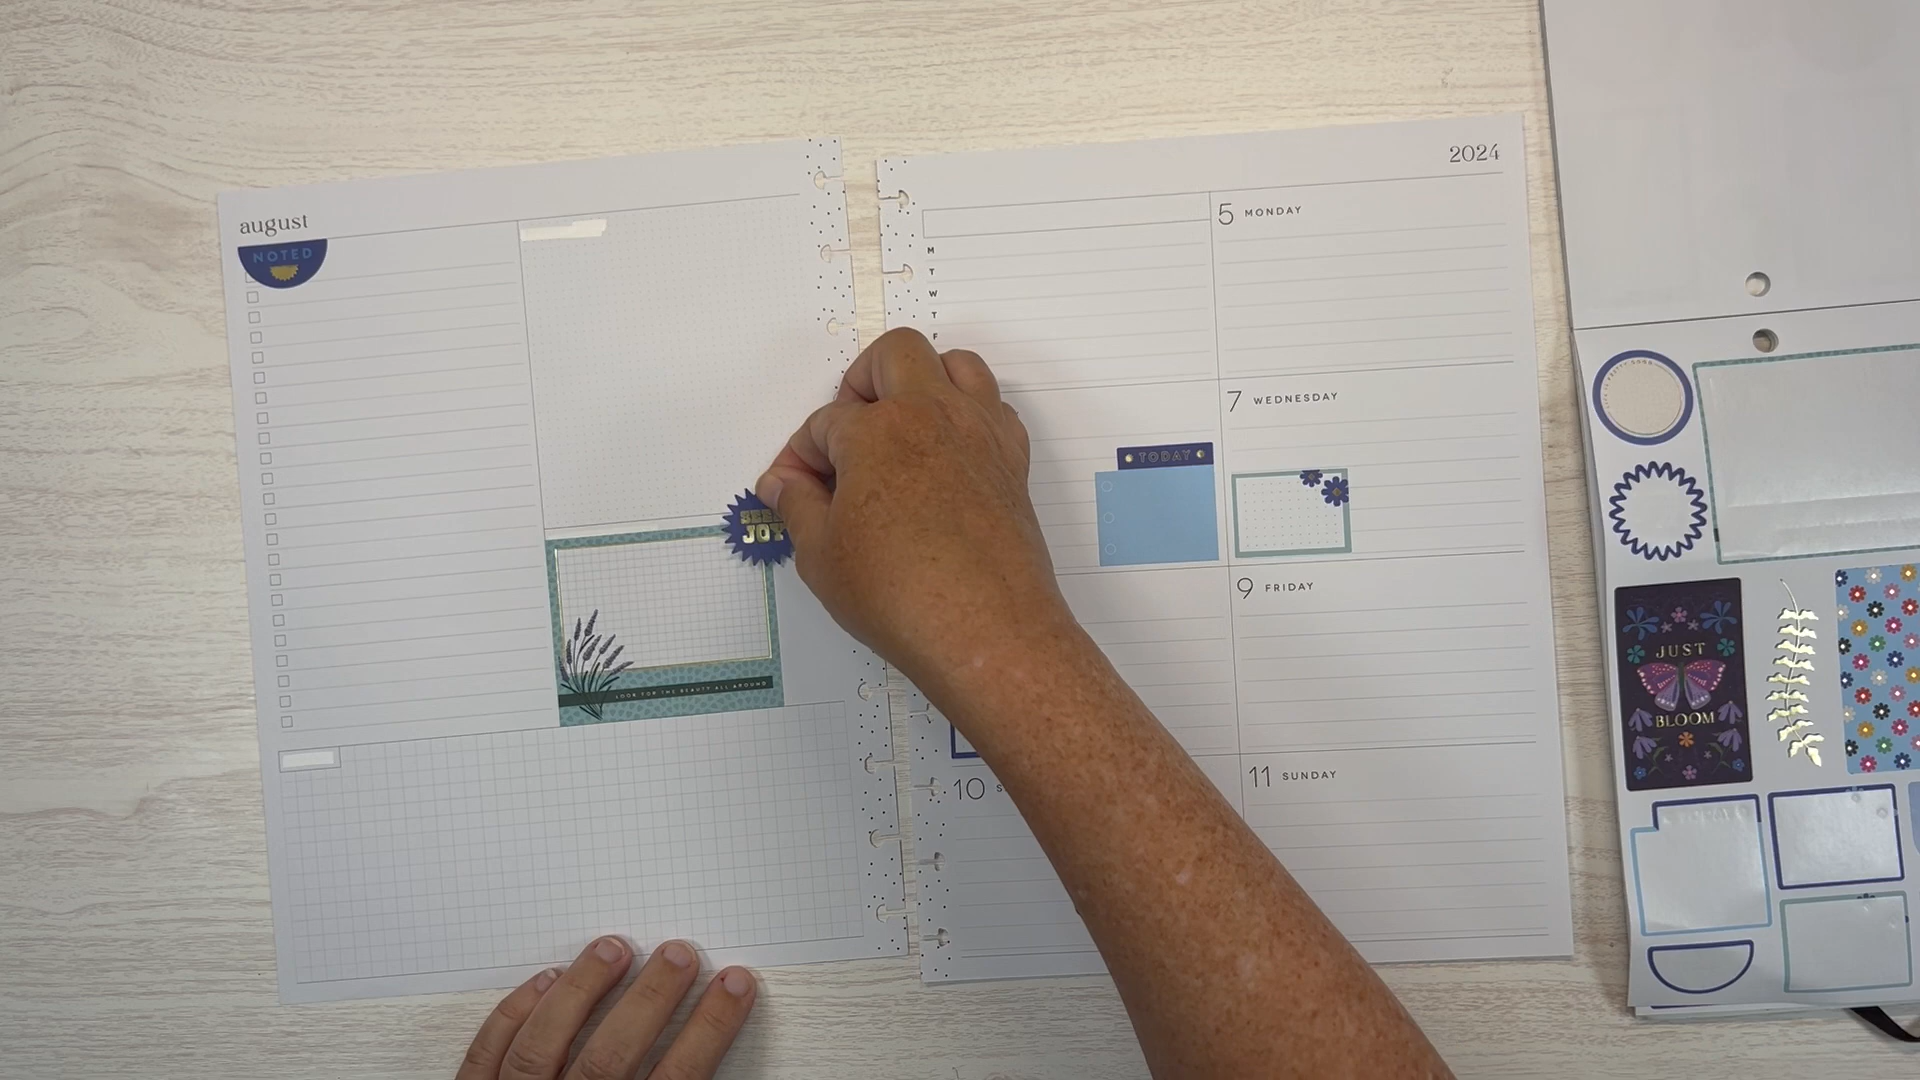 august
NOTED
SEEK
JOY
LOOK FOR THE BEAUTY ALL AROUND
2024
M
T
W
T
F
5 MONDAY
7 WEDNESDAY
TODAY
9 FRIDAY
10 S
11 SUNDAY
JUST
BLOOM